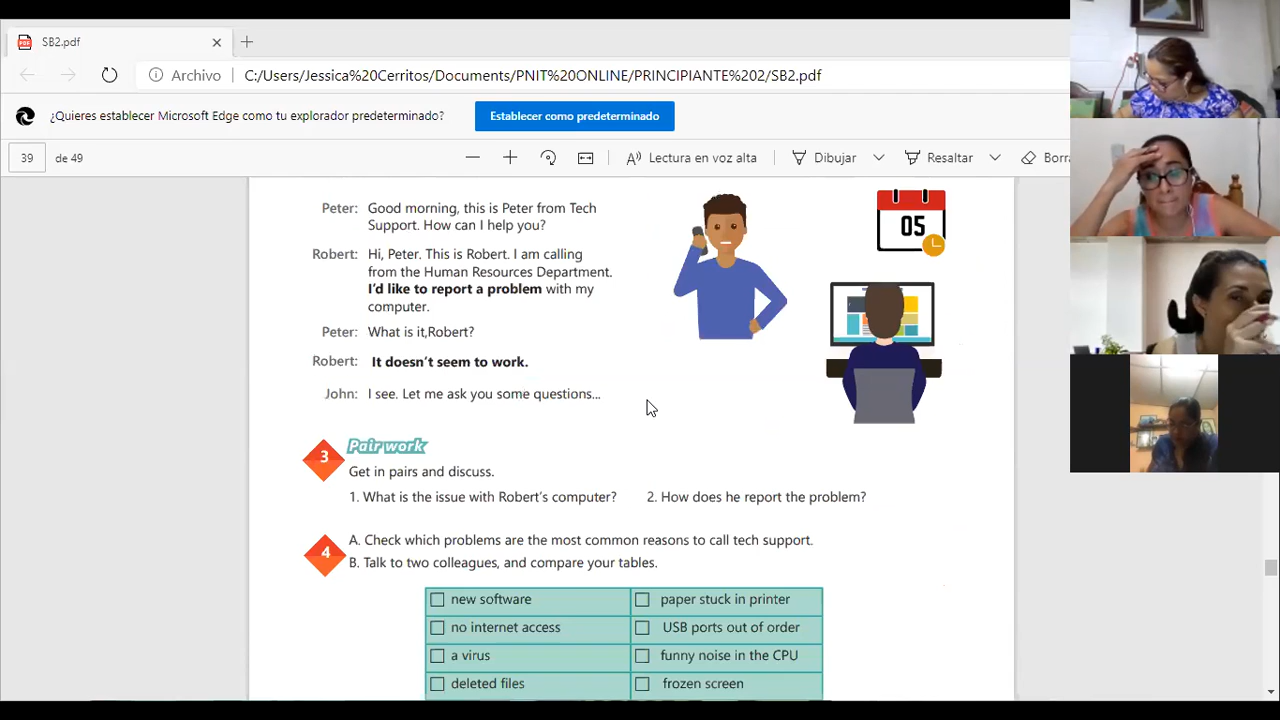 SB2.pdf
Archivo
C:/Users/Jessica%20Cerritos/Documents/PNIT%20ONLINE/PRINCIPIANTE%202/SB2.pdf
¿Quieres establecer Microsoft Edge como tu explorador predeterminado?
Establecer como predeterminado
39 de 49
Lectura en voz alta
Dibujar
Resaltar
Borra
Peter: Good morning, this is Peter from Tech
Support. How can I help you?
Robert: Hi, Peter. This is Robert. I am calling
from the Human Resources Department.
I'd like to report a problem with my
computer.
Peter: What is it,Robert?
Robert: It doesn't seem to work.
John: I see. Let me ask you some questions...
05
3 Pair work
Get in pairs and discuss.
1. What is the issue with Robert's computer? 2. How does he report the problem?
4 A. Check which problems are the most common reasons to call tech support.
B. Talk to two colleagues, and compare your tables.
new software paper stuck in printer
no internet access USB ports out of order
a virus funny noise in the CPU
deleted files frozen screen